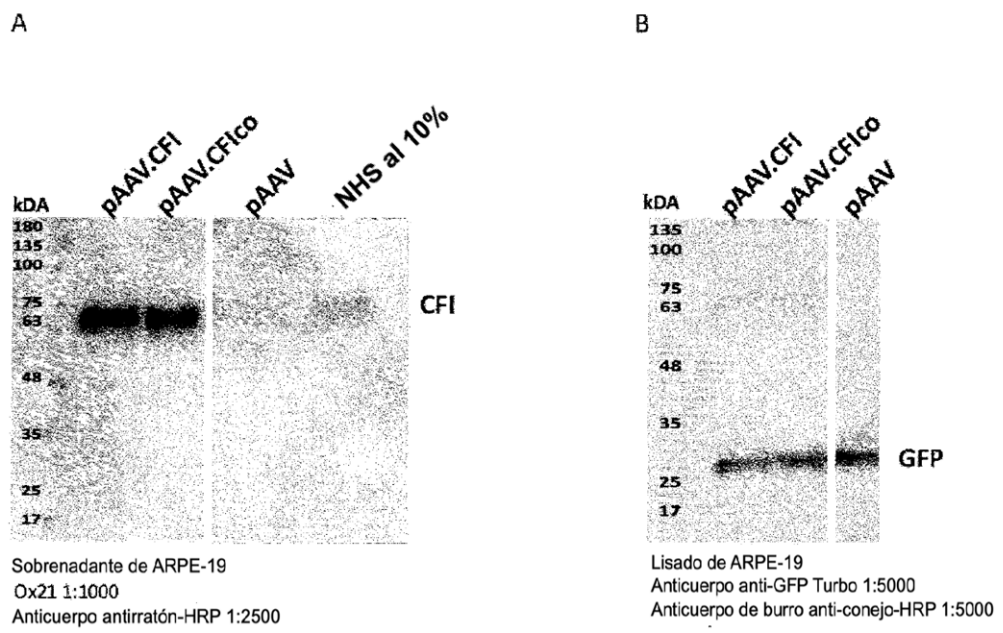 A
pAAV.CFI
pAAV.CFIco
pAAV
NHS al 10%
kDA
180
135
100
75
63
48
35
25
17
CFI
Sobrenadante de ARPE-19
Ox21 1:1000
Anticuerpo antirratón-HRP 1:2500
B
pAAV.CFI
pAAV.CFIco
pAAV
kDA
135
100
75
63
48
35
25
17
GFP
Lisado de ARPE-19
Anticuerpo anti-GFP Turbo 1:5000
Anticuerpo de burro anti-conejo-HRP 1:5000